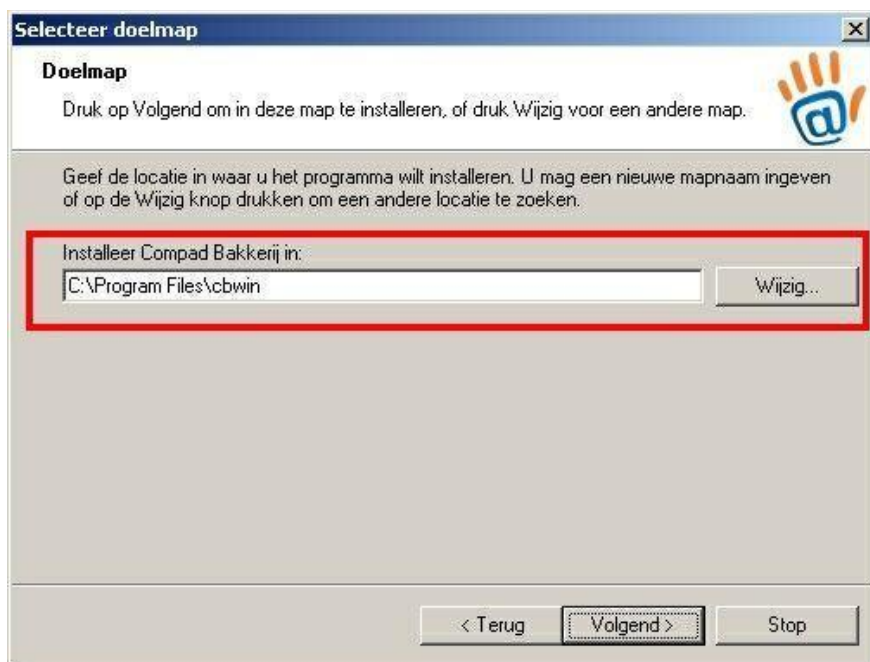 Selecteer doelmap
Doelmap
Druk op Volgend om in deze map te installeren, of druk Wijzig voor een andere map.
Geef de locatie in waar u het programma wilt installeren. U mag een nieuwe mapnaam ingeven
of op de Wijzig knop drukken om een andere locatie te zoeken.
Installeer Compad Bakkerij in:
C:\Program Files\cbwin
Wijzig...
< Terug
Volgend >
Stop